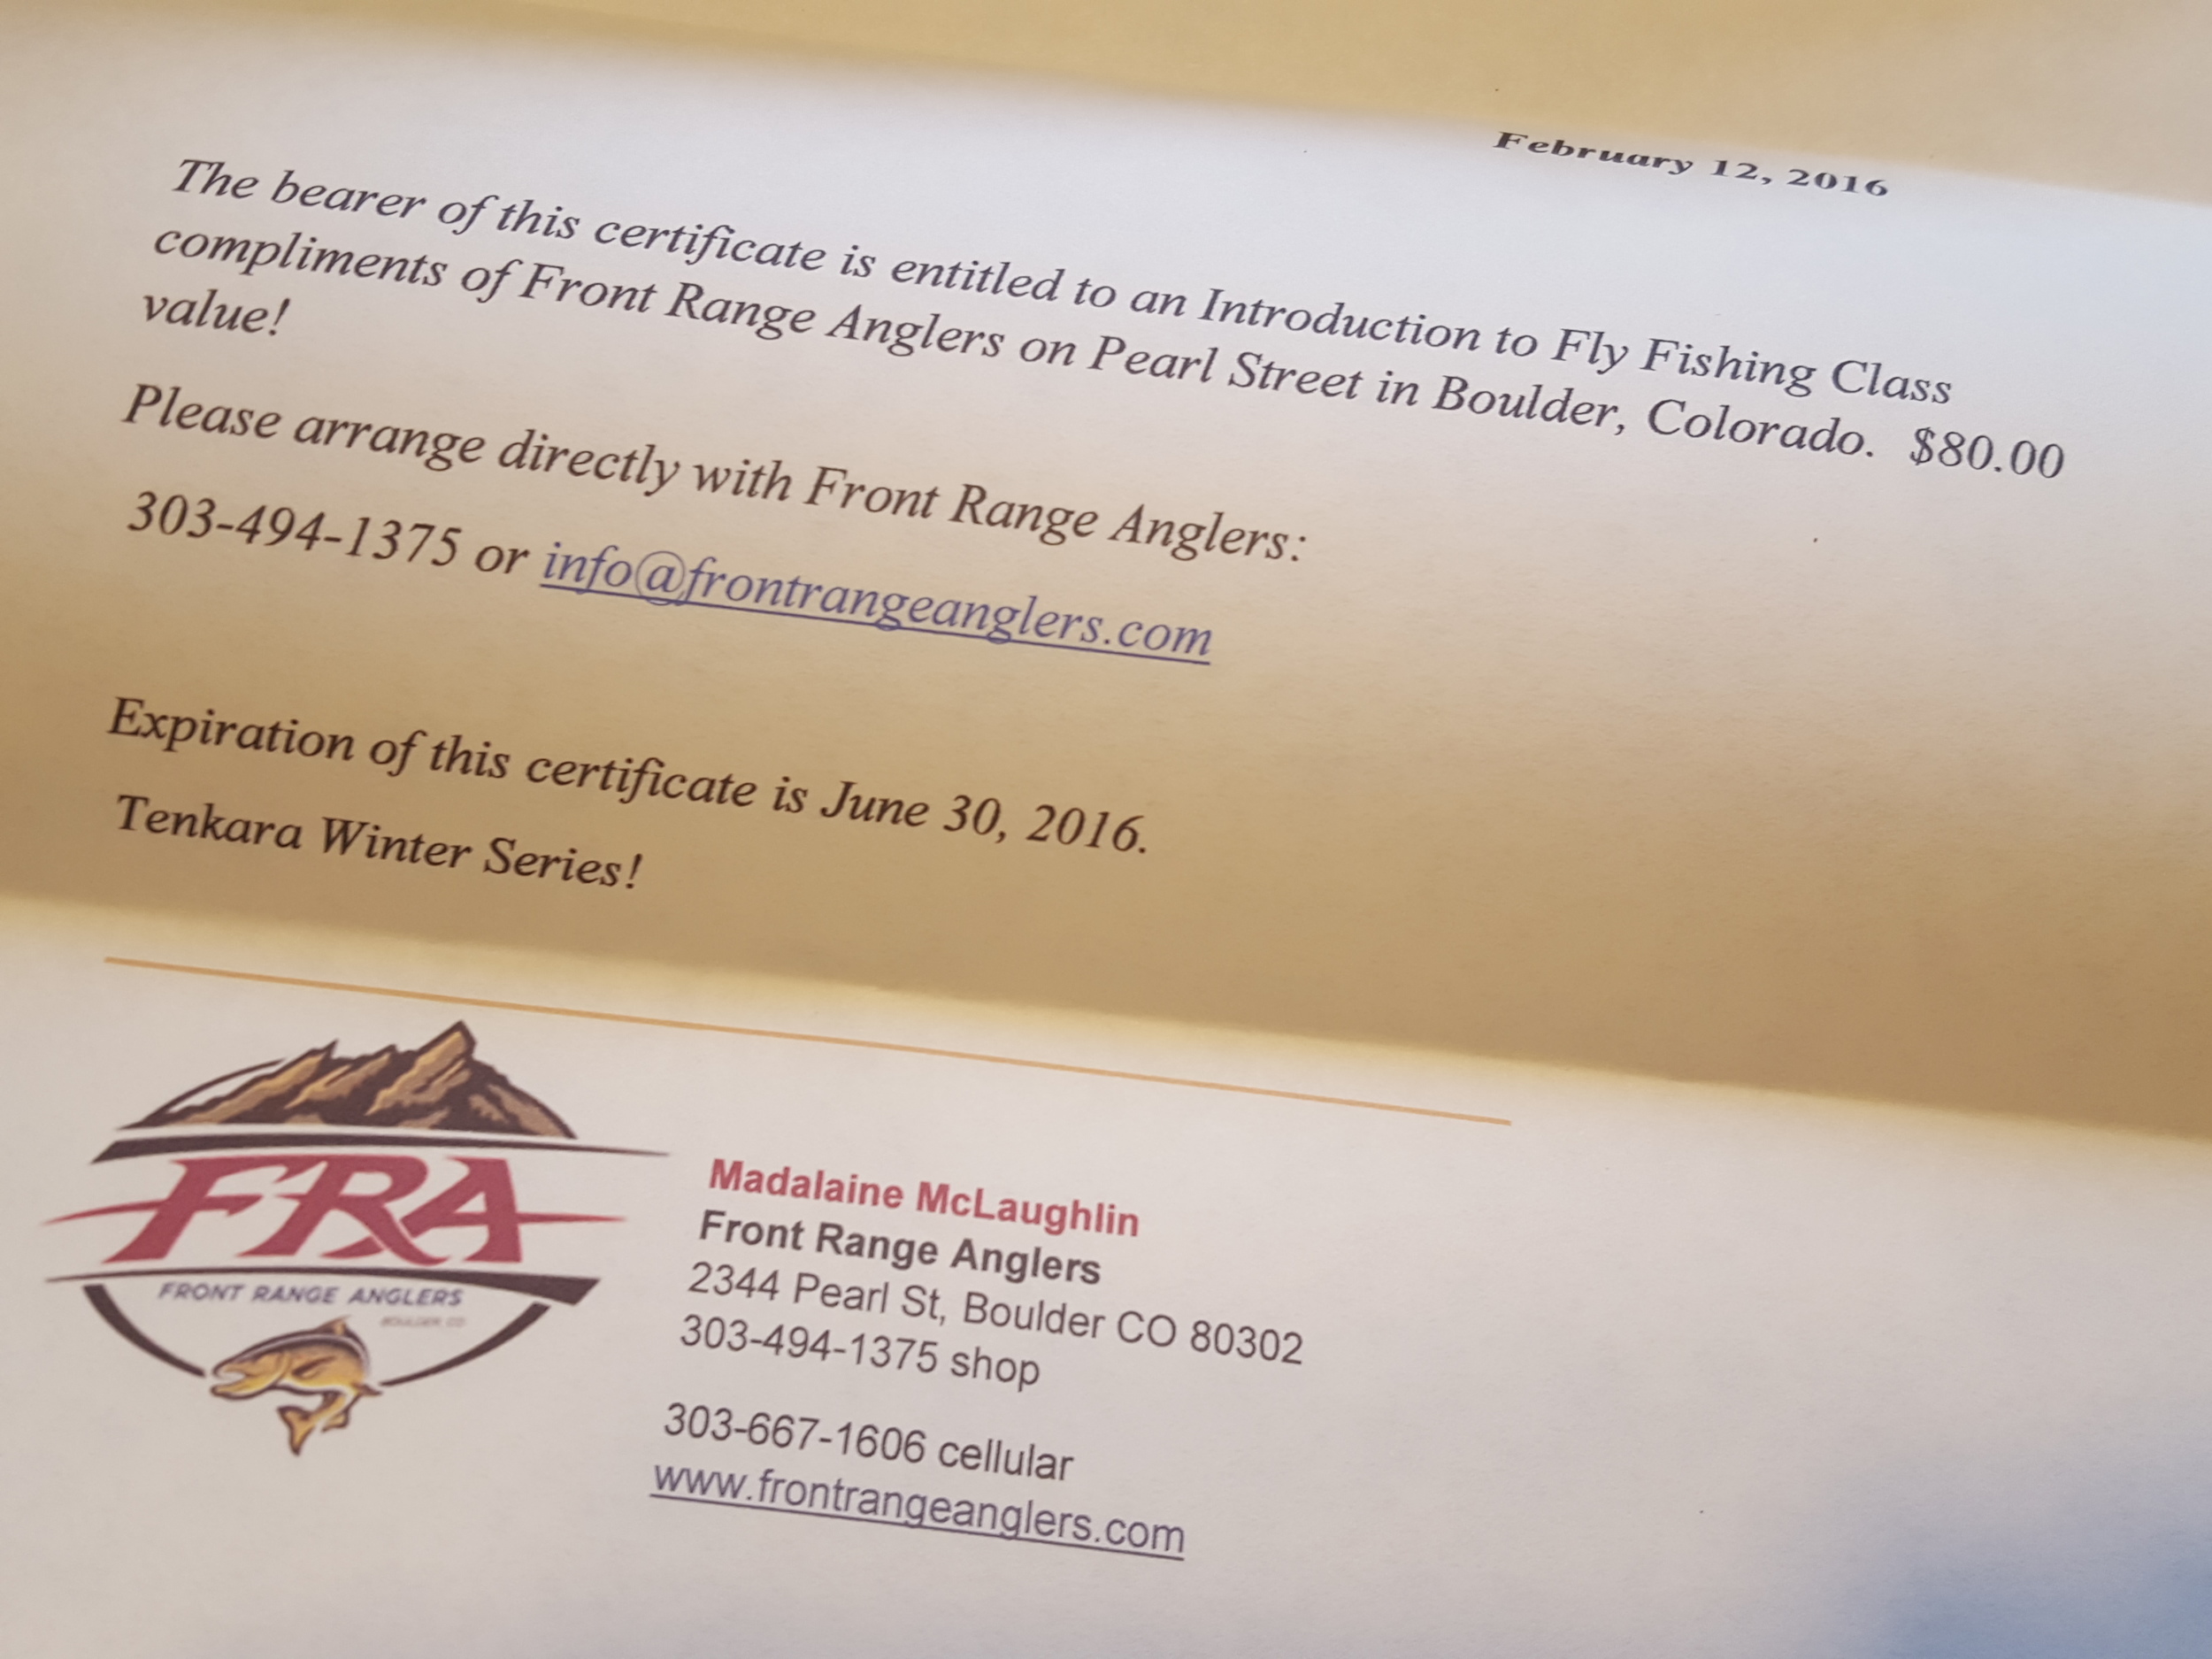 February 12, 2016
The bearer of this certificate is entitled to an Introduction to Fly Fishing Class
compliments of Front Range Anglers on Pearl Street in Boulder, Colorado. $80.00
value!
Please arrange directly with Front Range Anglers:
303-494-1375 or info@frontrangeanglers.com
Expiration of this certificate is June 30, 2016.
Tenkara Winter Series!
FRA
FRONT RANGE ANGLERS
BOULDER, CO
Madalaine McLaughlin
Front Range Anglers
2344 Pearl St, Boulder CO 80302
303-494-1375 shop
303-667-1606 cellular
www.frontrangeanglers.com